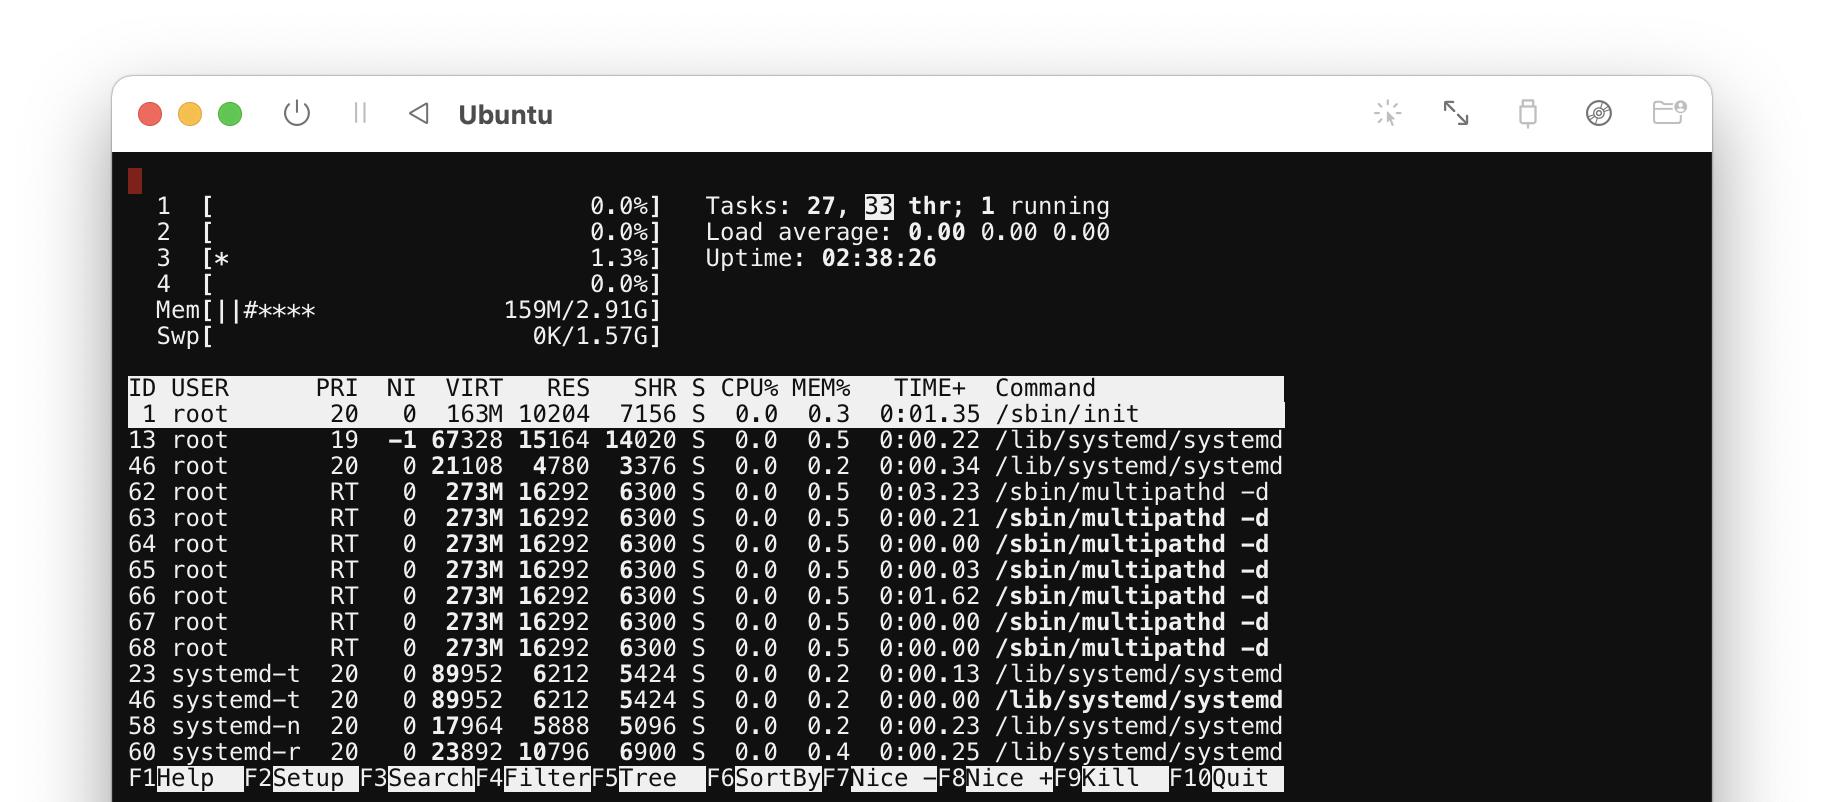 Ubuntu
1 [ 0.0%] Tasks: 27, 33 thr; 1 running
2 [ 0.0%] Load average: 0.00 0.00 0.00
3 [* 1.3%] Uptime: 02:38:26
4 [ 0.0%]
Mem[||#**** 159M/2.91G]
Swp[ 0K/1.57G]
ID USER PRI NI VIRT RES SHR S CPU% MEM% TIME+ Command
1 root 20 0 163M 10204 7156 S 0.0 0.3 0:01.35 /sbin/init
13 root 19 -1 67328 15164 14020 S 0.0 0.5 0:00.22 /lib/systemd/systemd
46 root 20 0 21108 4780 3376 S 0.0 0.2 0:00.34 /lib/systemd/systemd
62 root RT 0 273M 16292 6300 S 0.0 0.5 0:03.23 /sbin/multipathd -d
63 root RT 0 273M 16292 6300 S 0.0 0.5 0:00.21 /sbin/multipathd -d
64 root RT 0 273M 16292 6300 S 0.0 0.5 0:00.00 /sbin/multipathd -d
65 root RT 0 273M 16292 6300 S 0.0 0.5 0:00.03 /sbin/multipathd -d
66 root RT 0 273M 16292 6300 S 0.0 0.5 0:01.62 /sbin/multipathd -d
67 root RT 0 273M 16292 6300 S 0.0 0.5 0:00.00 /sbin/multipathd -d
68 root RT 0 273M 16292 6300 S 0.0 0.5 0:00.00 /sbin/multipathd -d
23 systemd-t 20 0 89952 6212 5424 S 0.0 0.2 0:00.13 /lib/systemd/systemd
46 systemd-t 20 0 89952 6212 5424 S 0.0 0.2 0:00.00 /lib/systemd/systemd
58 systemd-n 20 0 17964 5888 5096 S 0.0 0.2 0:00.23 /lib/systemd/systemd
60 systemd-r 20 0 23892 10796 6900 S 0.0 0.4 0:00.25 /lib/systemd/systemd
F1Help F2Setup F3SearchF4FilterF5Tree F6SortByF7Nice -F8Nice +F9Kill F10Quit